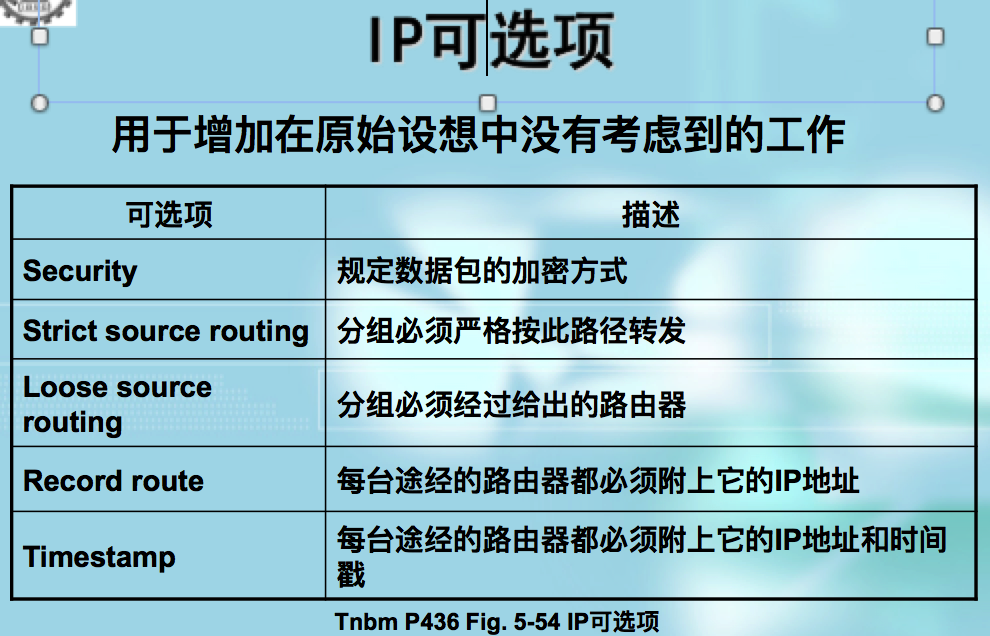 IP可选项
用于增加在原始设想中没有考虑到的工作
可选项 描述
Security 规定数据包的加密方式
Strict source routing 分组必须严格按此路径转发
Loose source
routing
分组必须经过给出的路由器
Record route 每台途经的路由器都必须附上它的IP地址
Timestamp
每台途经的路由器都必须附上它的IP地址和时间
戳
Tnbm P436 Fig. 5-54 IP可选项